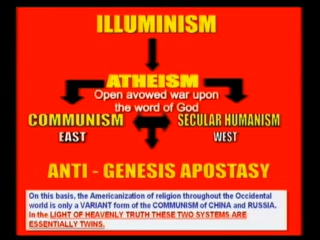 ILLUMINISM
ATHEISM
Open avowed war upon
the word of God
COMMUNISM
EAST
SECULAR HUMANISM
WEST
ANTI - GENESIS APOSTASY
On this basis, the Americanization of religion throughout the Occidental
world is only a VARIANT form of the COMMUNISM of CHINA and RUSSIA.
In the LIGHT OF HEAVENLY TRUTH THESE TWO SYSTEMS ARE
ESSENTIALLY TWINS.